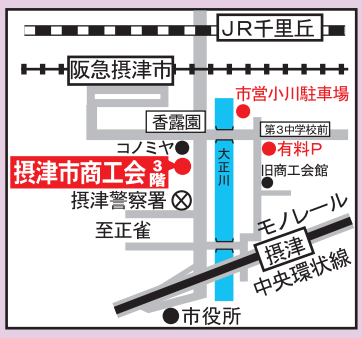 JR千里丘
阪急摂津市
市営小川駐車場
香露園
第3中学校前
コノミヤ
有料P
大正川
摂津市商工会 3階
旧商工会館
摂津警察署
至正雀
モノレール
摂津
中央環状線
市役所